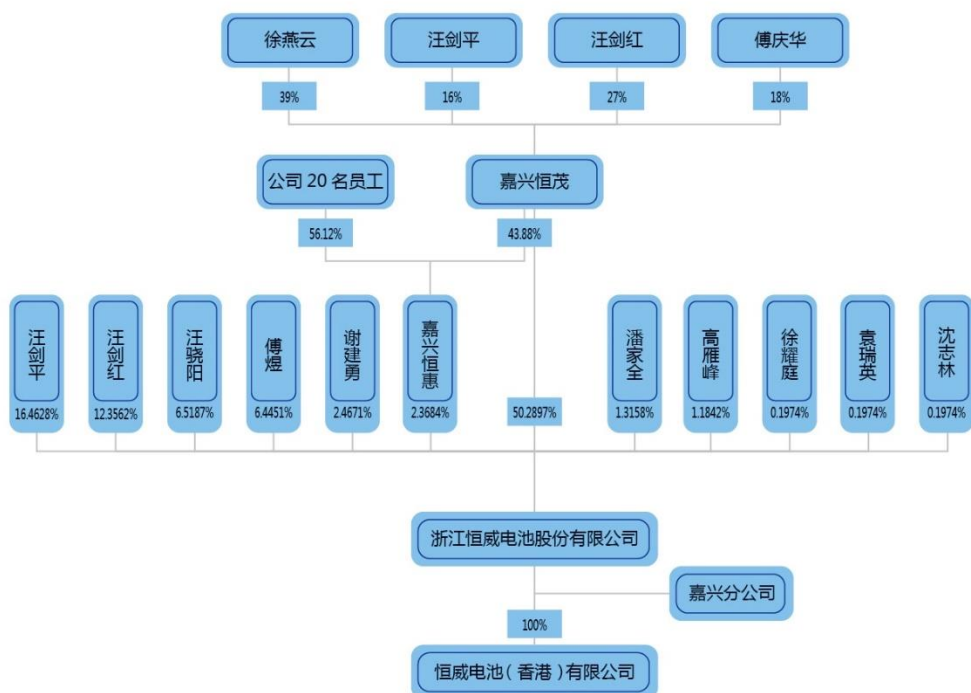 徐燕云
汪剑平
汪剑红
傅庆华
39%
16%
27%
18%
公司 20 名员工
嘉兴恒茂
56.12%
43.88%
汪剑平
汪剑红
汪骁阳
傅煜
谢建勇
嘉兴恒惠
潘家全
高雁峰
徐耀庭
袁瑞英
沈志林
16.4628%
12.3562%
6.5187%
6.4451%
2.4671%
2.3684%
50.2897%
1.3158%
1.1842%
0.1974%
0.1974%
0.1974%
浙江恒威电池股份有限公司
嘉兴分公司
100%
恒威电池（香港）有限公司